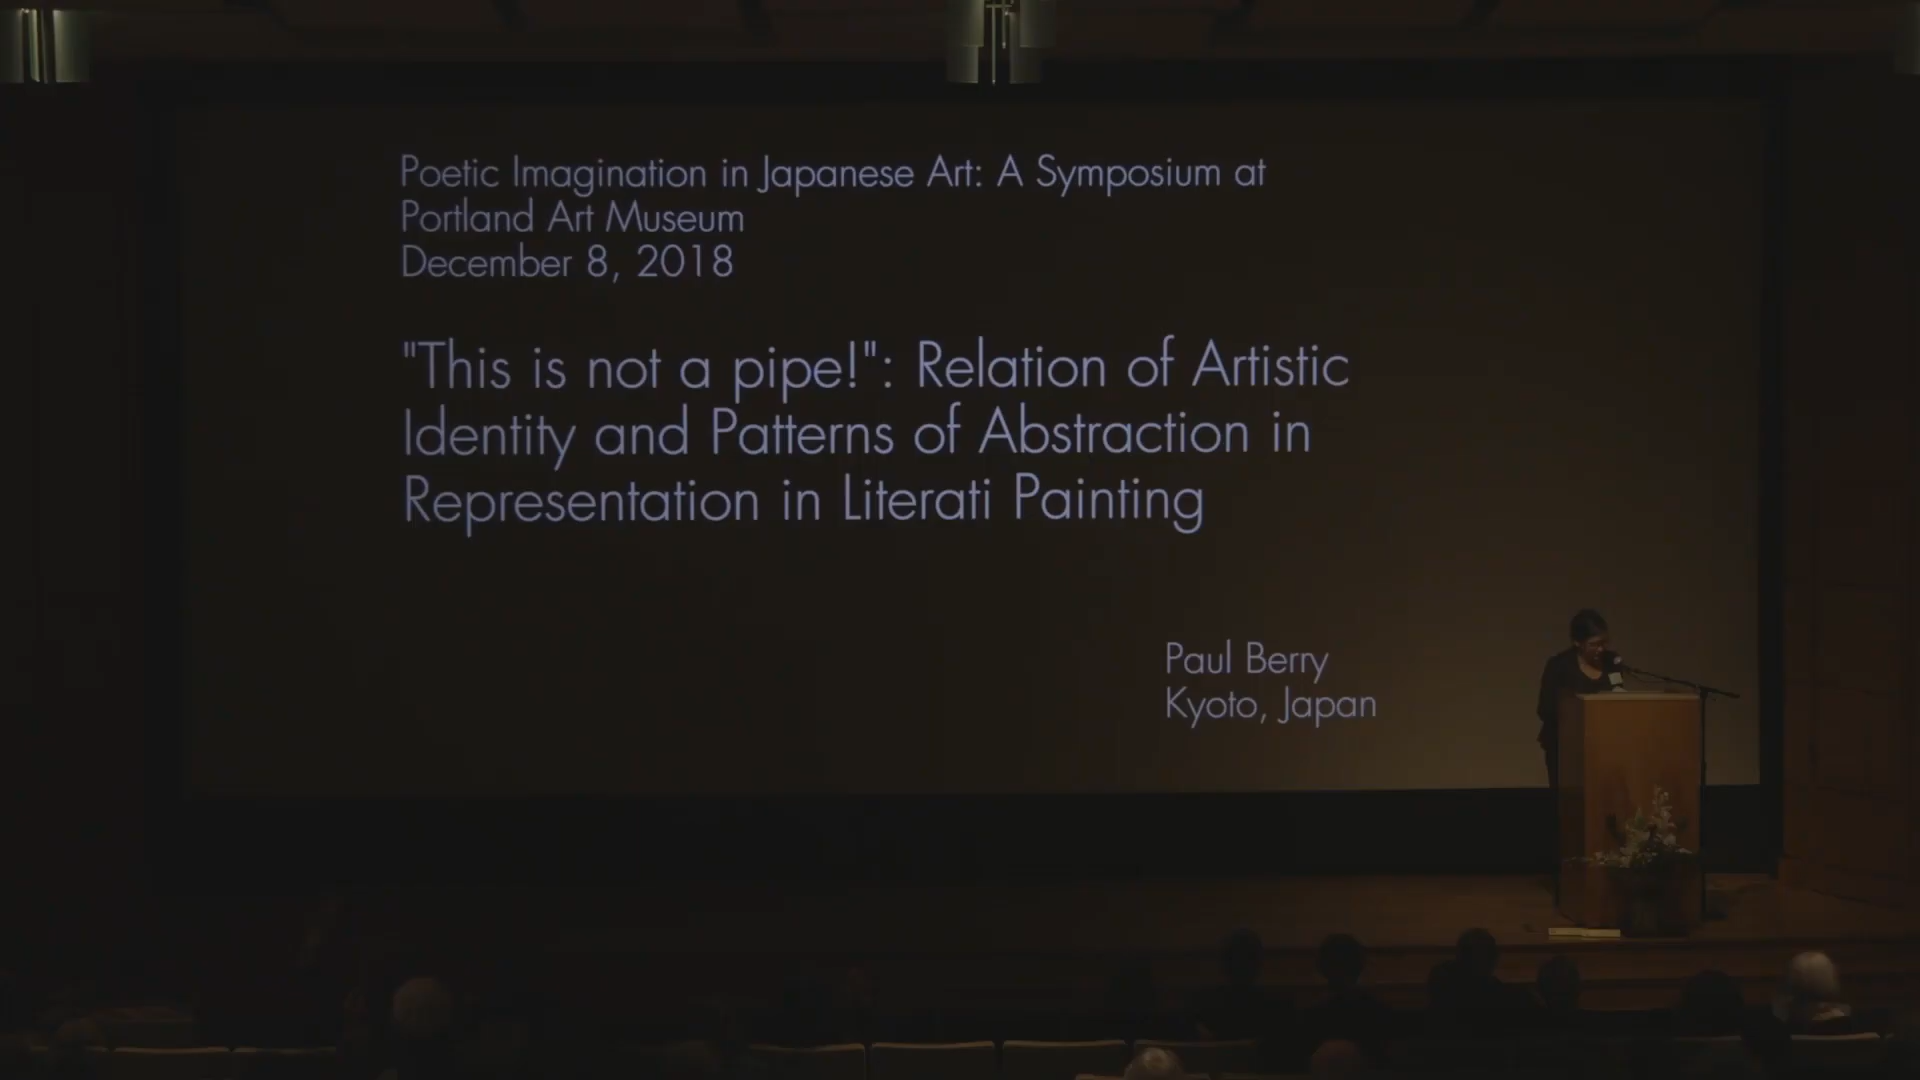 Poetic Imagination in Japanese Art: A Symposium at
Portland Art Museum
December 8, 2018
"This is not a pipe!": Relation of Artistic
Identity and Patterns of Abstraction in
Representation in Literati Painting
Paul Berry
Kyoto, Japan